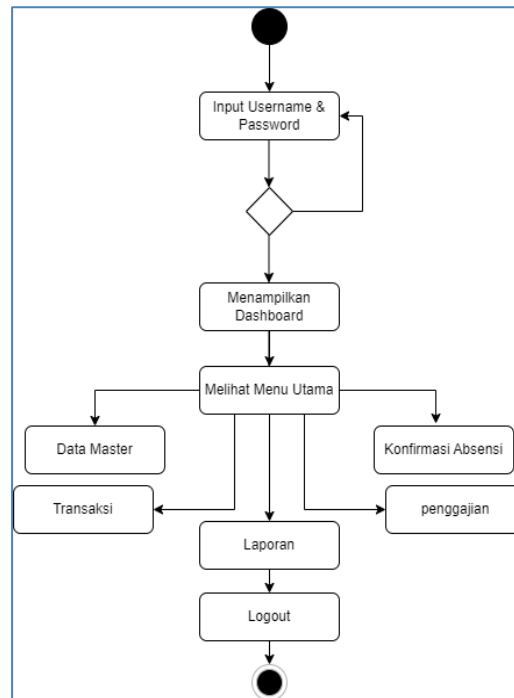 Input Username &
Password
Menampilkan
Dashboard
Melihat Menu Utama
Data Master
Konfirmasi Absensi
Transaksi
penggajian
Laporan
Logout